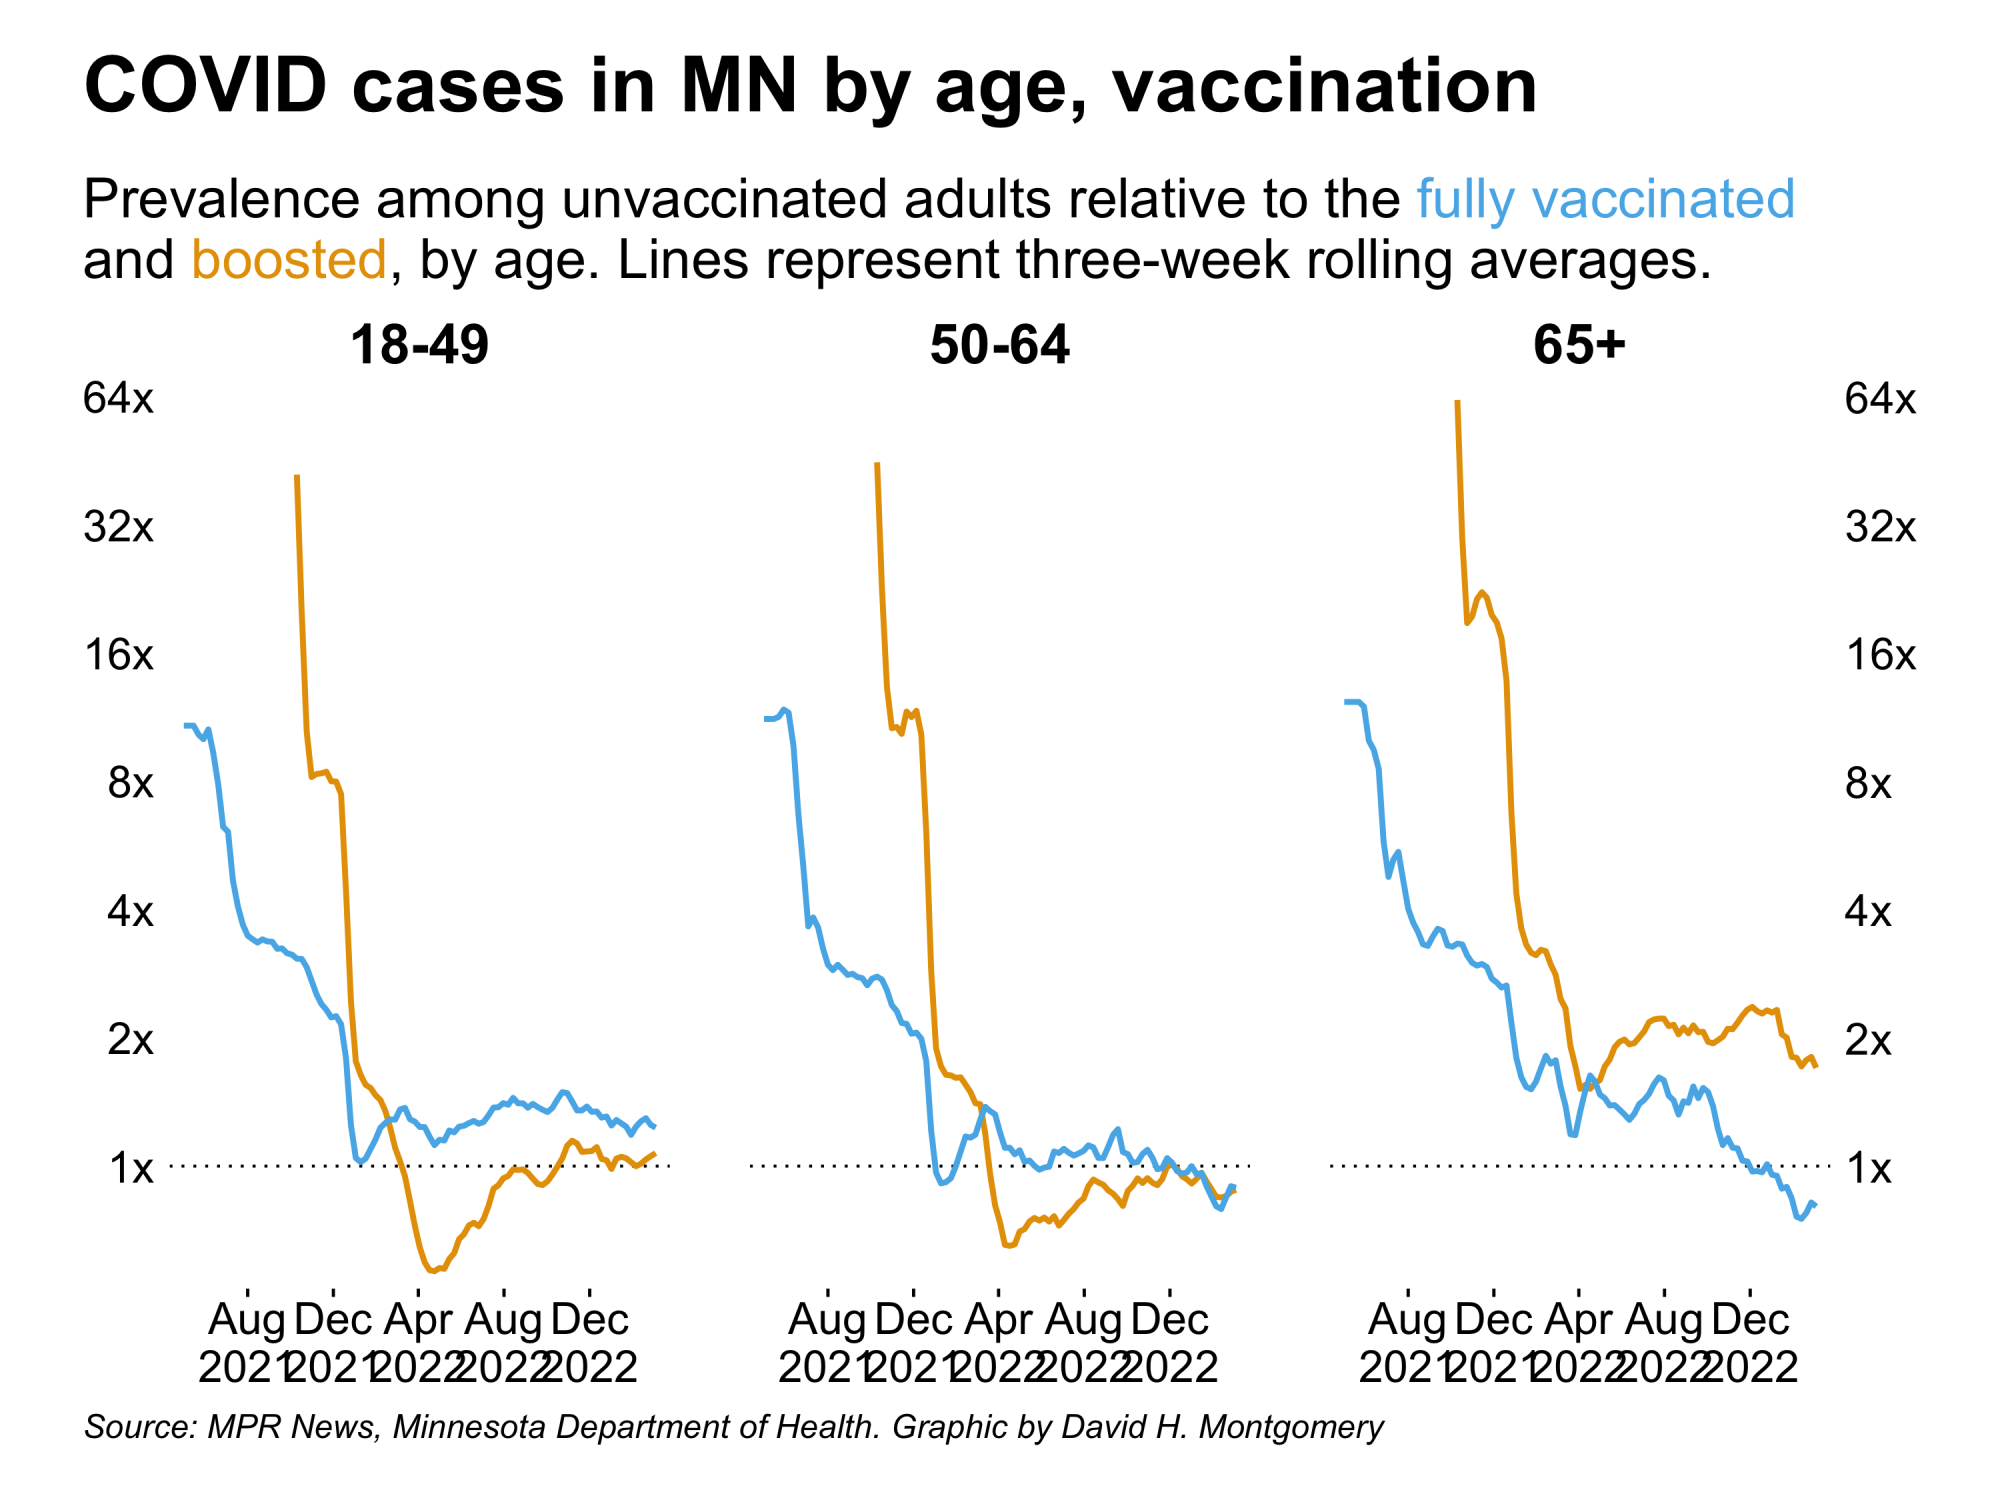 COVID cases in MN by age, vaccination
Prevalence among unvaccinated adults relative to the fully vaccinated
and boosted, by age. Lines represent three-week rolling averages.
18-49 50-64 65+
64x 64x
32x 32x
16x 16x
8x 8x
4x 4x
2x 2x
1x 1x
Aug Dec Apr Aug Dec Aug Dec Apr Aug Dec Aug Dec Apr Aug Dec
2021 2021 2022 2022 2022 2021 2021 2022 2022 2022 2021 2021 2022 2022 2022
Source: MPR News, Minnesota Department of Health. Graphic by David H. Montgomery